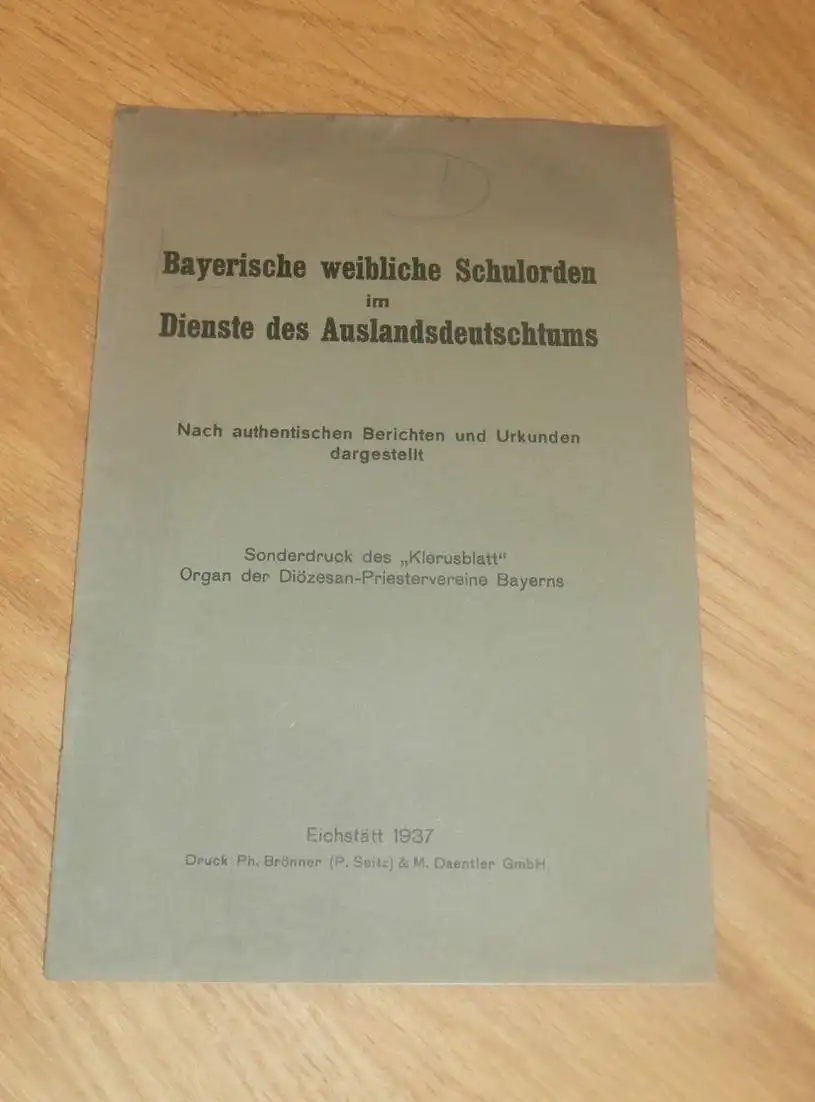 Bayerische weibliche Schulorden
im
Dienste des Auslandsdeutschtums
Nach authentischen Berichten und Urkunden
dargestellt
Sonderdruck des „Klerusblatt“
Organ der Diözesan-Priestervereine Bayerns
Eichstätt 1937
Druck Ph. Brönner (P. Seitz) & M. Daentler GmbH.